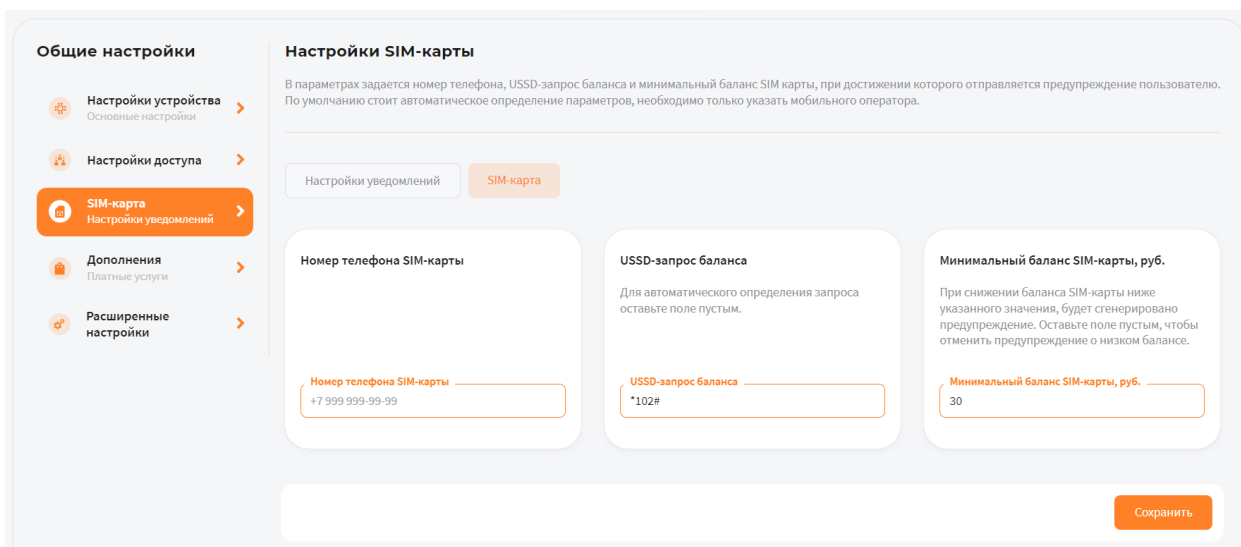 Общие настройки
Настройки устройства
Основные настройки
Настройки доступа
SIM-карта
Настройки уведомлений
Дополнения
Платные услуги
Расширенные
настройки
Настройки SIM-карты
В параметрах задается номер телефона, USSD-запрос баланса и минимальный баланс SIM карты, при достижении которого отправляется предупреждение пользователю.
По умолчанию стоит автоматическое определение параметров, необходимо только указать мобильного оператора.
Настройки уведомлений
SIM-карта
Номер телефона SIM-карты
Номер телефона SIM-карты
+7 999 999-99-99
USSD-запрос баланса
Для автоматического определения запроса
оставьте поле пустым.
USSD-запрос баланса
*102#
Минимальный баланс SIM-карты, руб.
При снижении баланса SIM-карты ниже
указанного значения, будет сгенерировано
предупреждение. Оставьте поле пустым, чтобы
отменить предупреждение о низком балансе.
Минимальный баланс SIM-карты, руб.
30
Сохранить